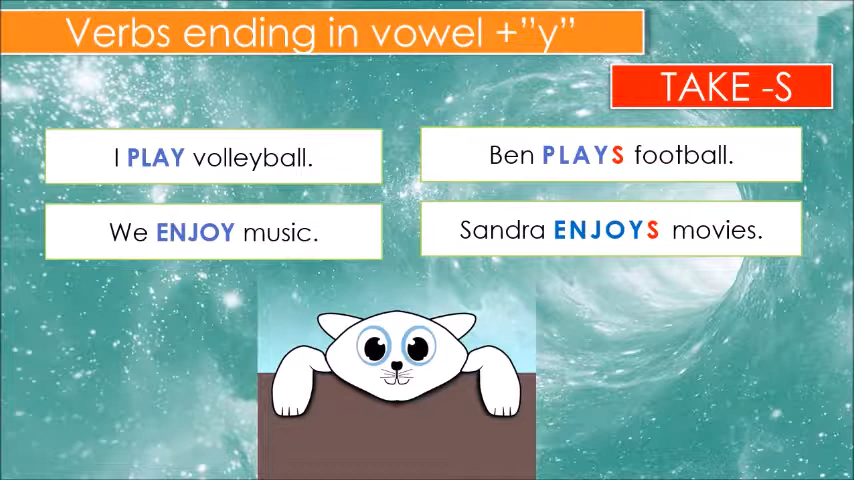 Verbs ending in vowel +”y”
TAKE -S
I PLAY volleyball.
Ben PLAYS football.
We ENJOY music.
Sandra ENJOYS movies.